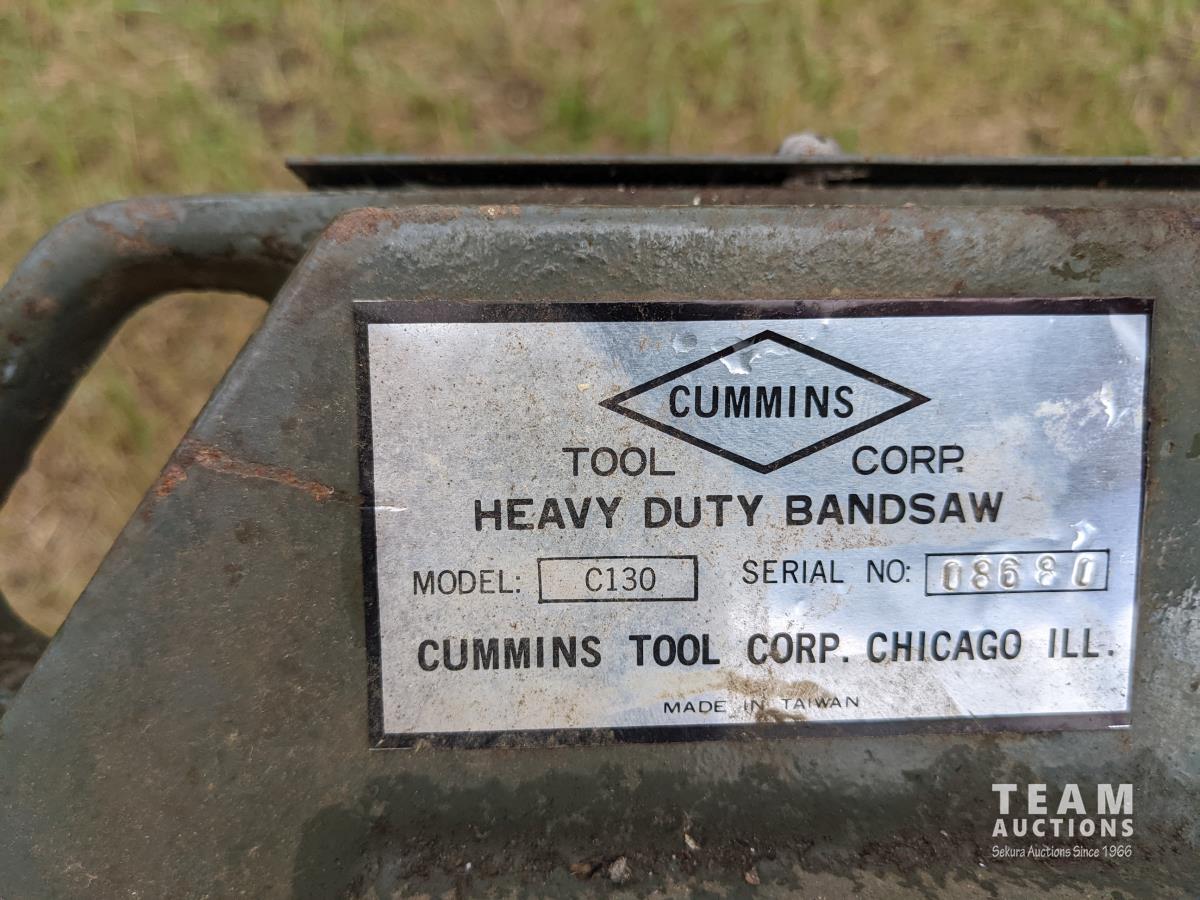 CUMMINS
TOOL CORP.
HEAVY DUTY BANDSAW
MODEL: C130 SERIAL NO: 08680
CUMMINS TOOL CORP. CHICAGO ILL.
MADE IN TAIWAN
TEAM
AUCTIONS
Sekura Auctions Since 1966